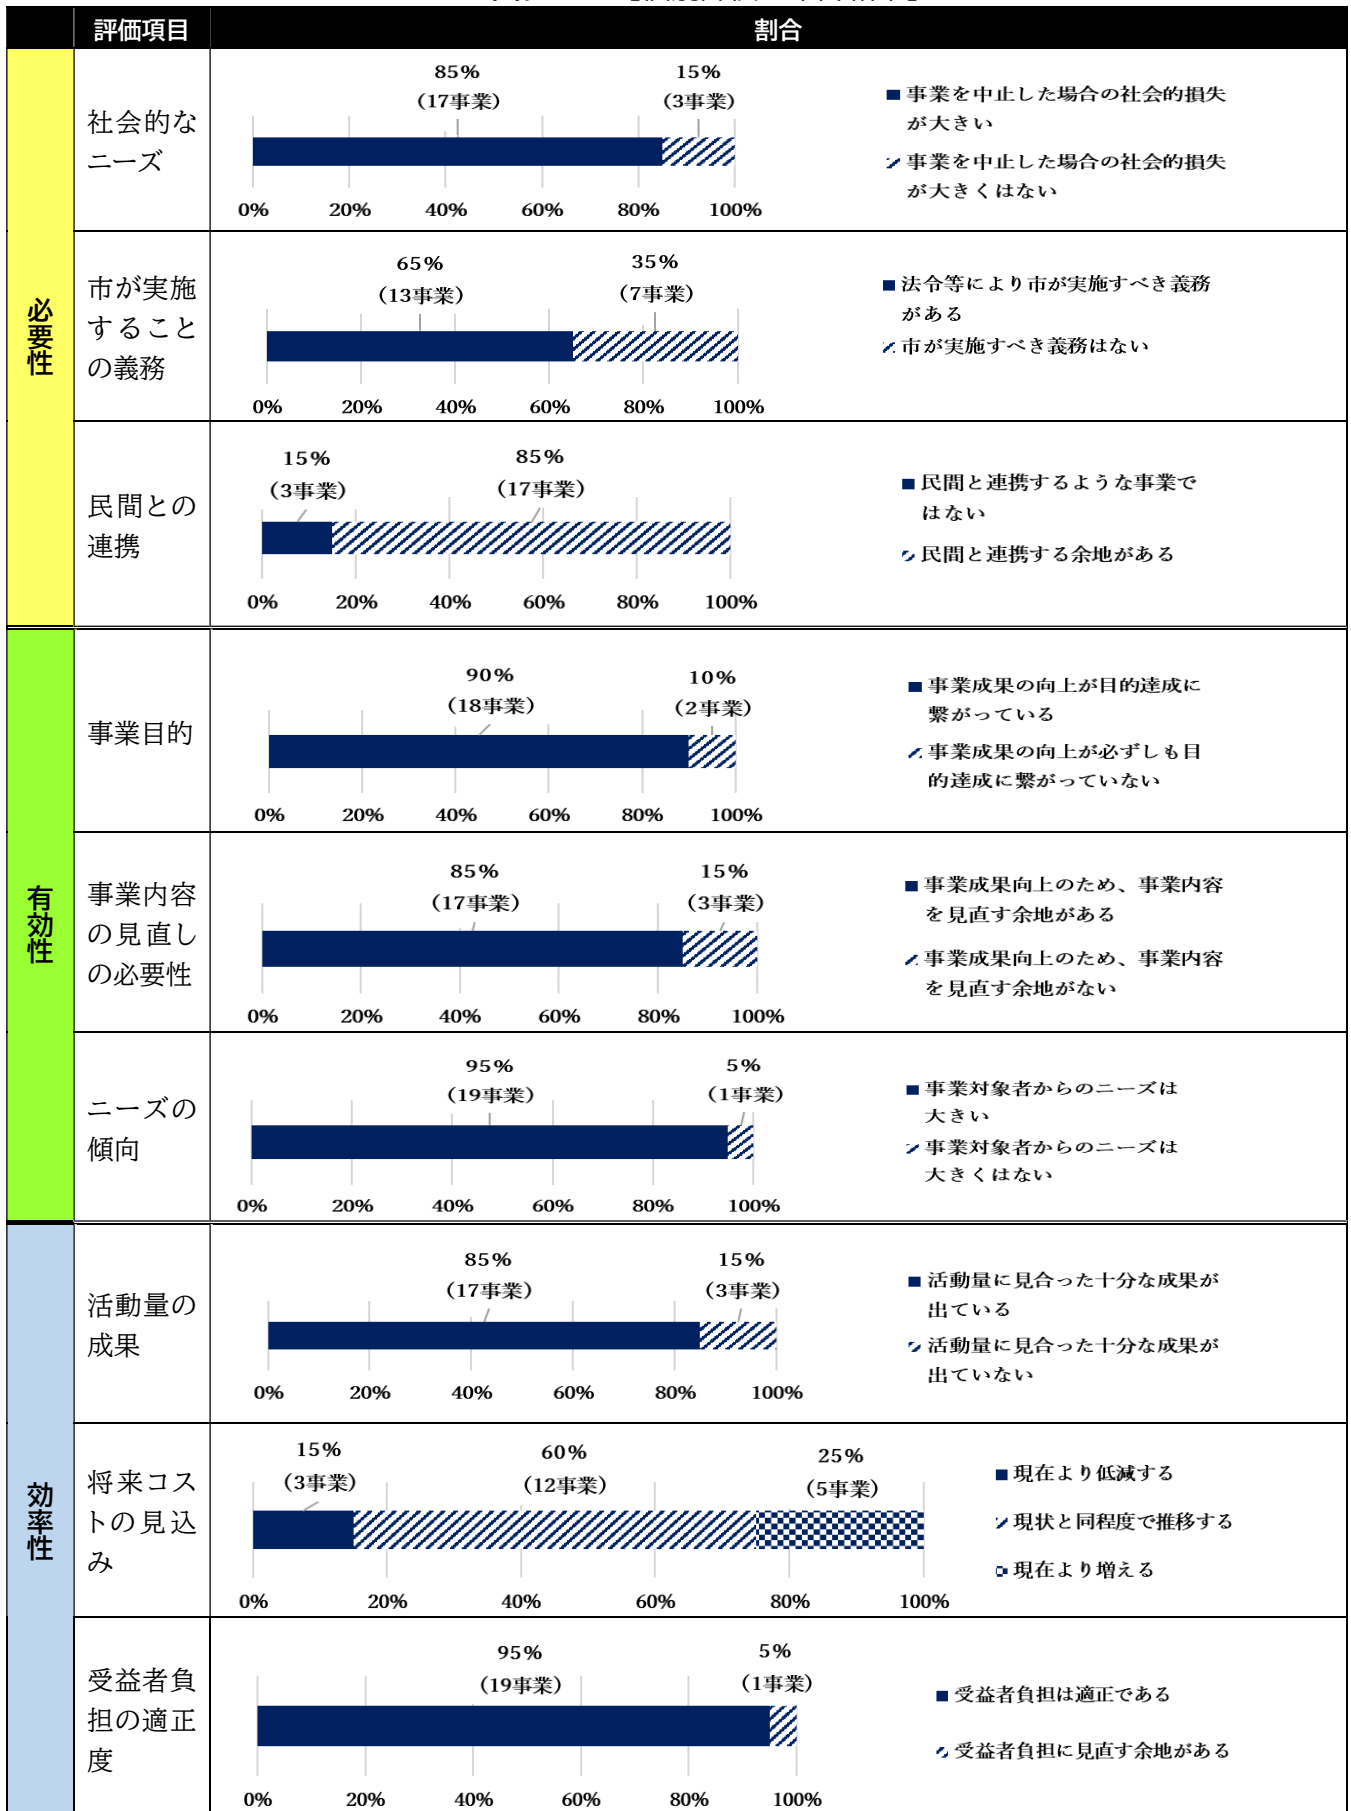 評価項目 割合
必要性
社会的な
ニーズ
85%
（17事業）
15%
（3事業）
0% 20% 40% 60% 80% 100%
事業を中止した場合の社会的損失
が大きい
事業を中止した場合の社会的損失
が大きくはない
市が実施
すること
の義務
65%
（13事業）
35%
（7事業）
0% 20% 40% 60% 80% 100%
法令等により市が実施すべき義務
がある
市が実施すべき義務はない
民間との
連携
15%
（3事業）
85%
（17事業）
0% 20% 40% 60% 80% 100%
民間と連携するような事業で
はない
民間と連携する余地がある
有効性
事業目的
90%
（18事業）
10%
（2事業）
0% 20% 40% 60% 80% 100%
事業成果の向上が目的達成に
繋がっている
事業成果の向上が必ずしも目
的達成に繋がっていない
事業内容
の見直し
の必要性
85%
（17事業）
15%
（3事業）
0% 20% 40% 60% 80% 100%
事業成果向上のため、事業内容
を見直す余地がある
事業成果向上のため、事業内容
を見直す余地がない
ニーズの
傾向
95%
（19事業）
5%
（1事業）
0% 20% 40% 60% 80% 100%
事業対象者からのニーズは
大きい
事業対象者からのニーズは
大きくはない
効率性
活動量の
成果
85%
（17事業）
15%
（3事業）
0% 20% 40% 60% 80% 100%
活動量に見合った十分な成果が
出ている
活動量に見合った十分な成果が
出ていない
将来コス
トの見込
み
15%
（3事業）
60%
（12事業）
25%
（5事業）
0% 20% 40% 60% 80% 100%
現在より低減する
現状と同程度で推移する
現在より増える
受益者負
担の適正
度
95%
（19事業）
5%
（1事業）
0% 20% 40% 60% 80% 100%
受益者負担は適正である
受益者負担に見直す余地がある